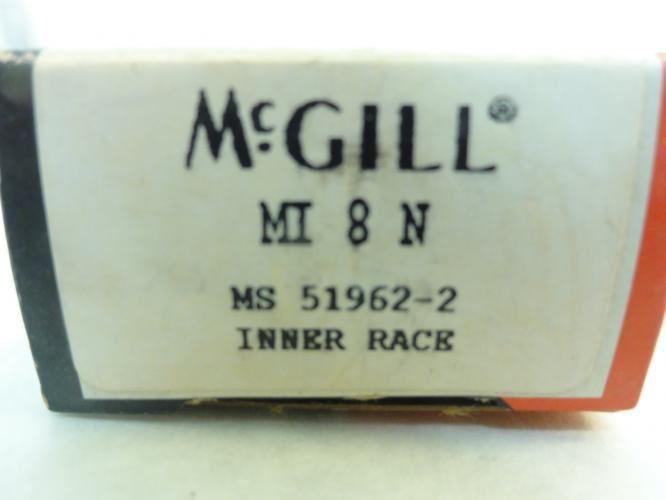 McGILL®
MI 8 N
MS 51962-2
INNER RACE